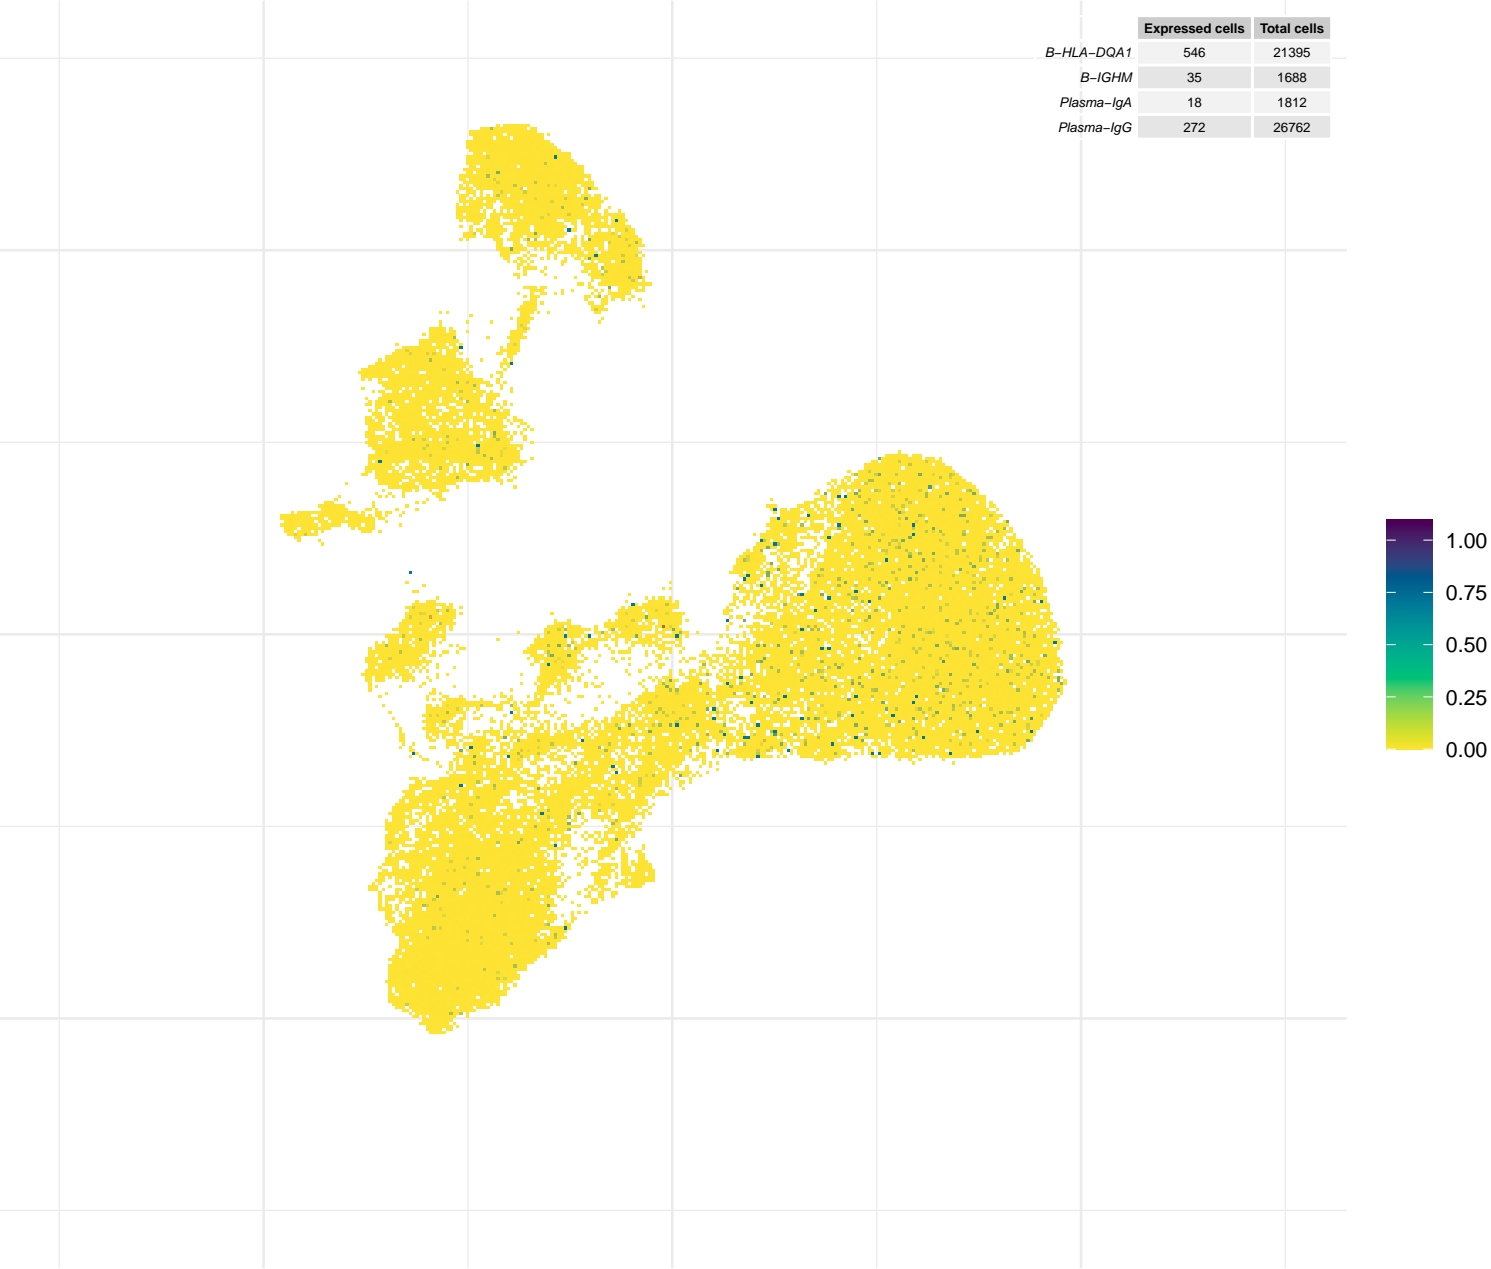 Expressed cells Total cells
B−HLA−DQA1 546 21395
B−IGHM 35 1688
Plasma−IgA 18 1812
Plasma−IgG 272 26762
1.00
0.75
0.50
0.25
0.00